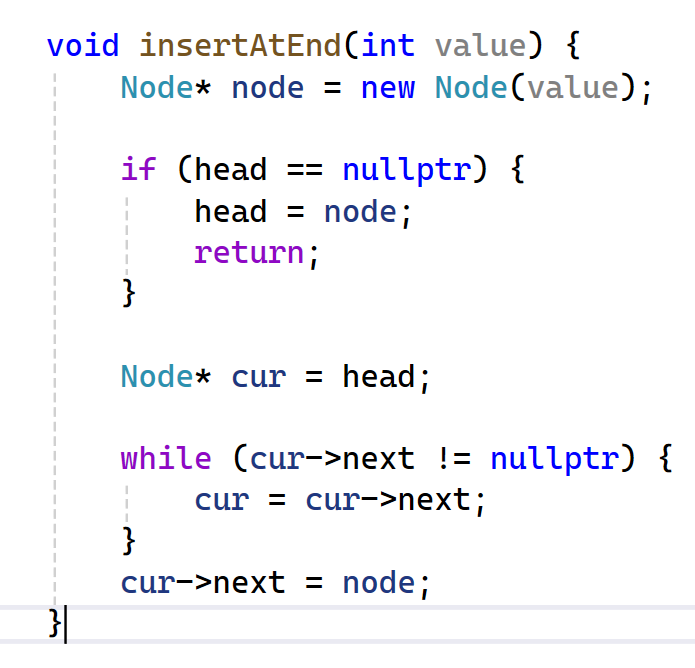 void insertAtEnd(int value) {
    Node* node = new Node(value);

    if (head == nullptr) {
        head = node;
        return;
    }

    Node* cur = head;

    while (cur->next != nullptr) {
        cur = cur->next;
    }
    cur->next = node;
}